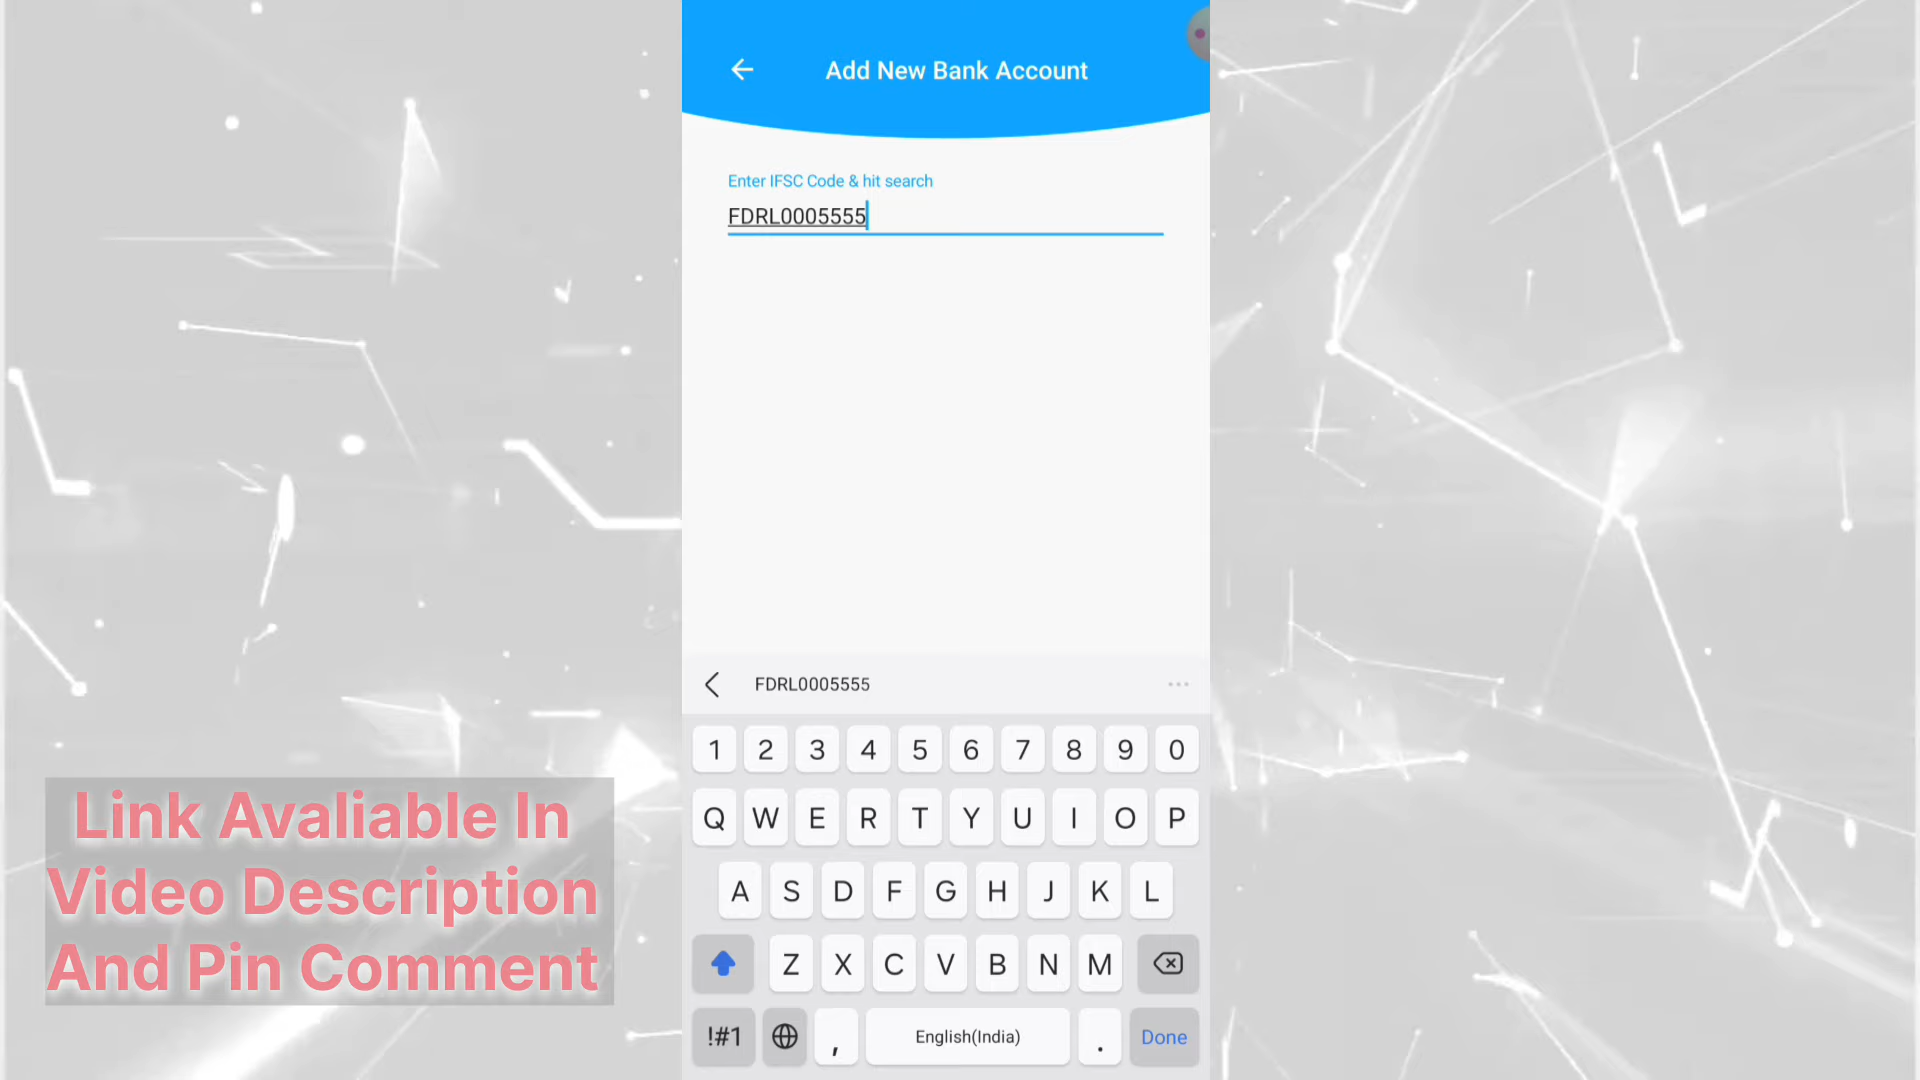 Add New Bank Account
Enter IFSC Code & hit search
FDRL0005555
FDRL0005555
1 2 3 4 5 6 7 8 9 0
Q W E R T Y U I O P
A S D F G H J K L
Z X C V B N M
!#1 , English(India) . Done
Link Avaliable In
Video Description
And Pin Comment